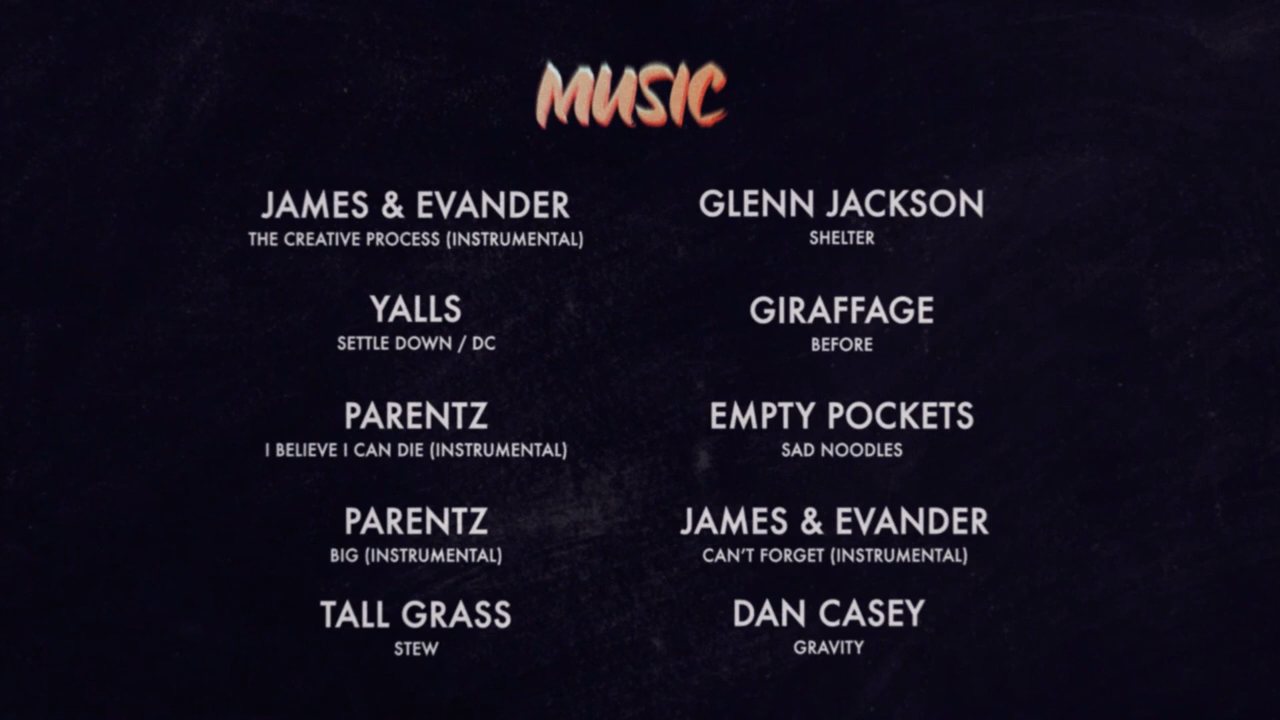 MUSIC
JAMES & EVANDER
THE CREATIVE PROCESS (INSTRUMENTAL)
YALLS
SETTLE DOWN / DC
PARENTZ
I BELIEVE I CAN DIE (INSTRUMENTAL)
PARENTZ
BIG (INSTRUMENTAL)
TALL GRASS
STEW
GLENN JACKSON
SHELTER
GIRAFFAGE
BEFORE
EMPTY POCKETS
SAD NOODLES
JAMES & EVANDER
CAN'T FORGET (INSTRUMENTAL)
DAN CASEY
GRAVITY